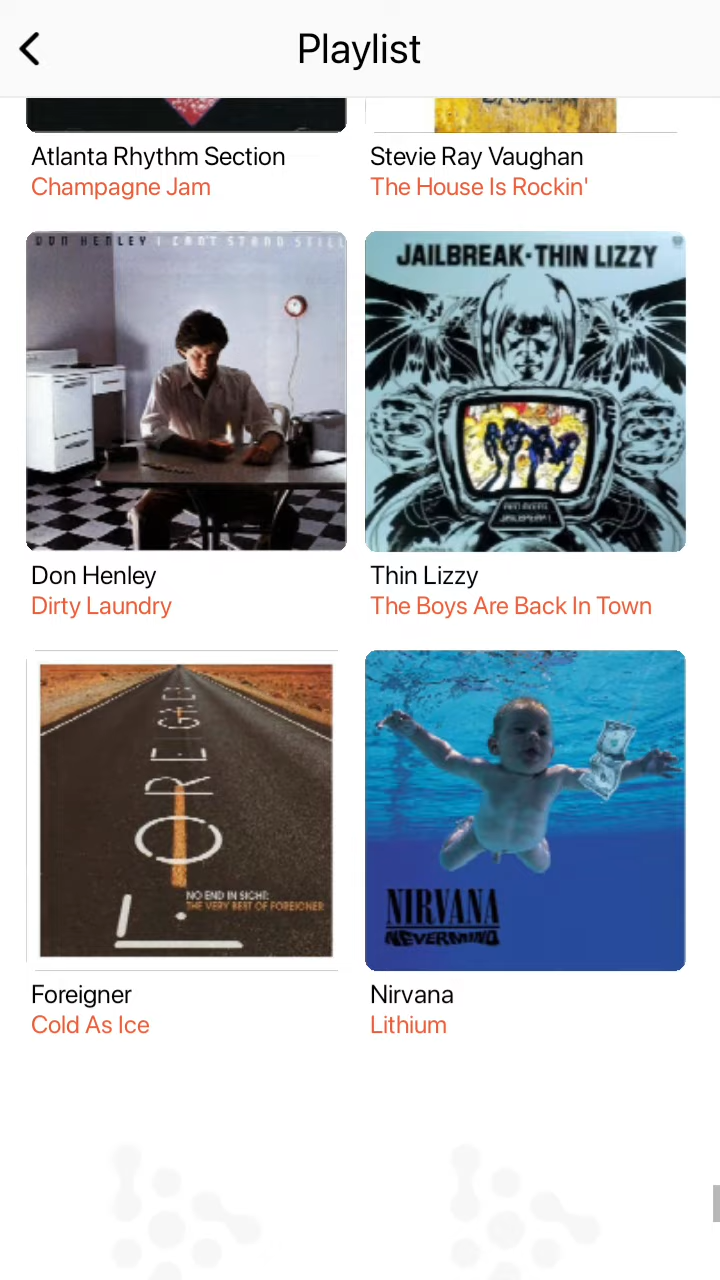 Playlist
Atlanta Rhythm Section
Champagne Jam
Stevie Ray Vaughan
The House Is Rockin'
DON HENLEY I CAN'T STAND STILL
JAILBREAK·THIN LIZZY
Don Henley
Dirty Laundry
Thin Lizzy
The Boys Are Back In Town
FOREIGNER
NO END IN SIGHT:
THE VERY BEST OF FOREIGNER
NIRVANA
NEVERMIND
Foreigner
Cold As Ice
Nirvana
Lithium